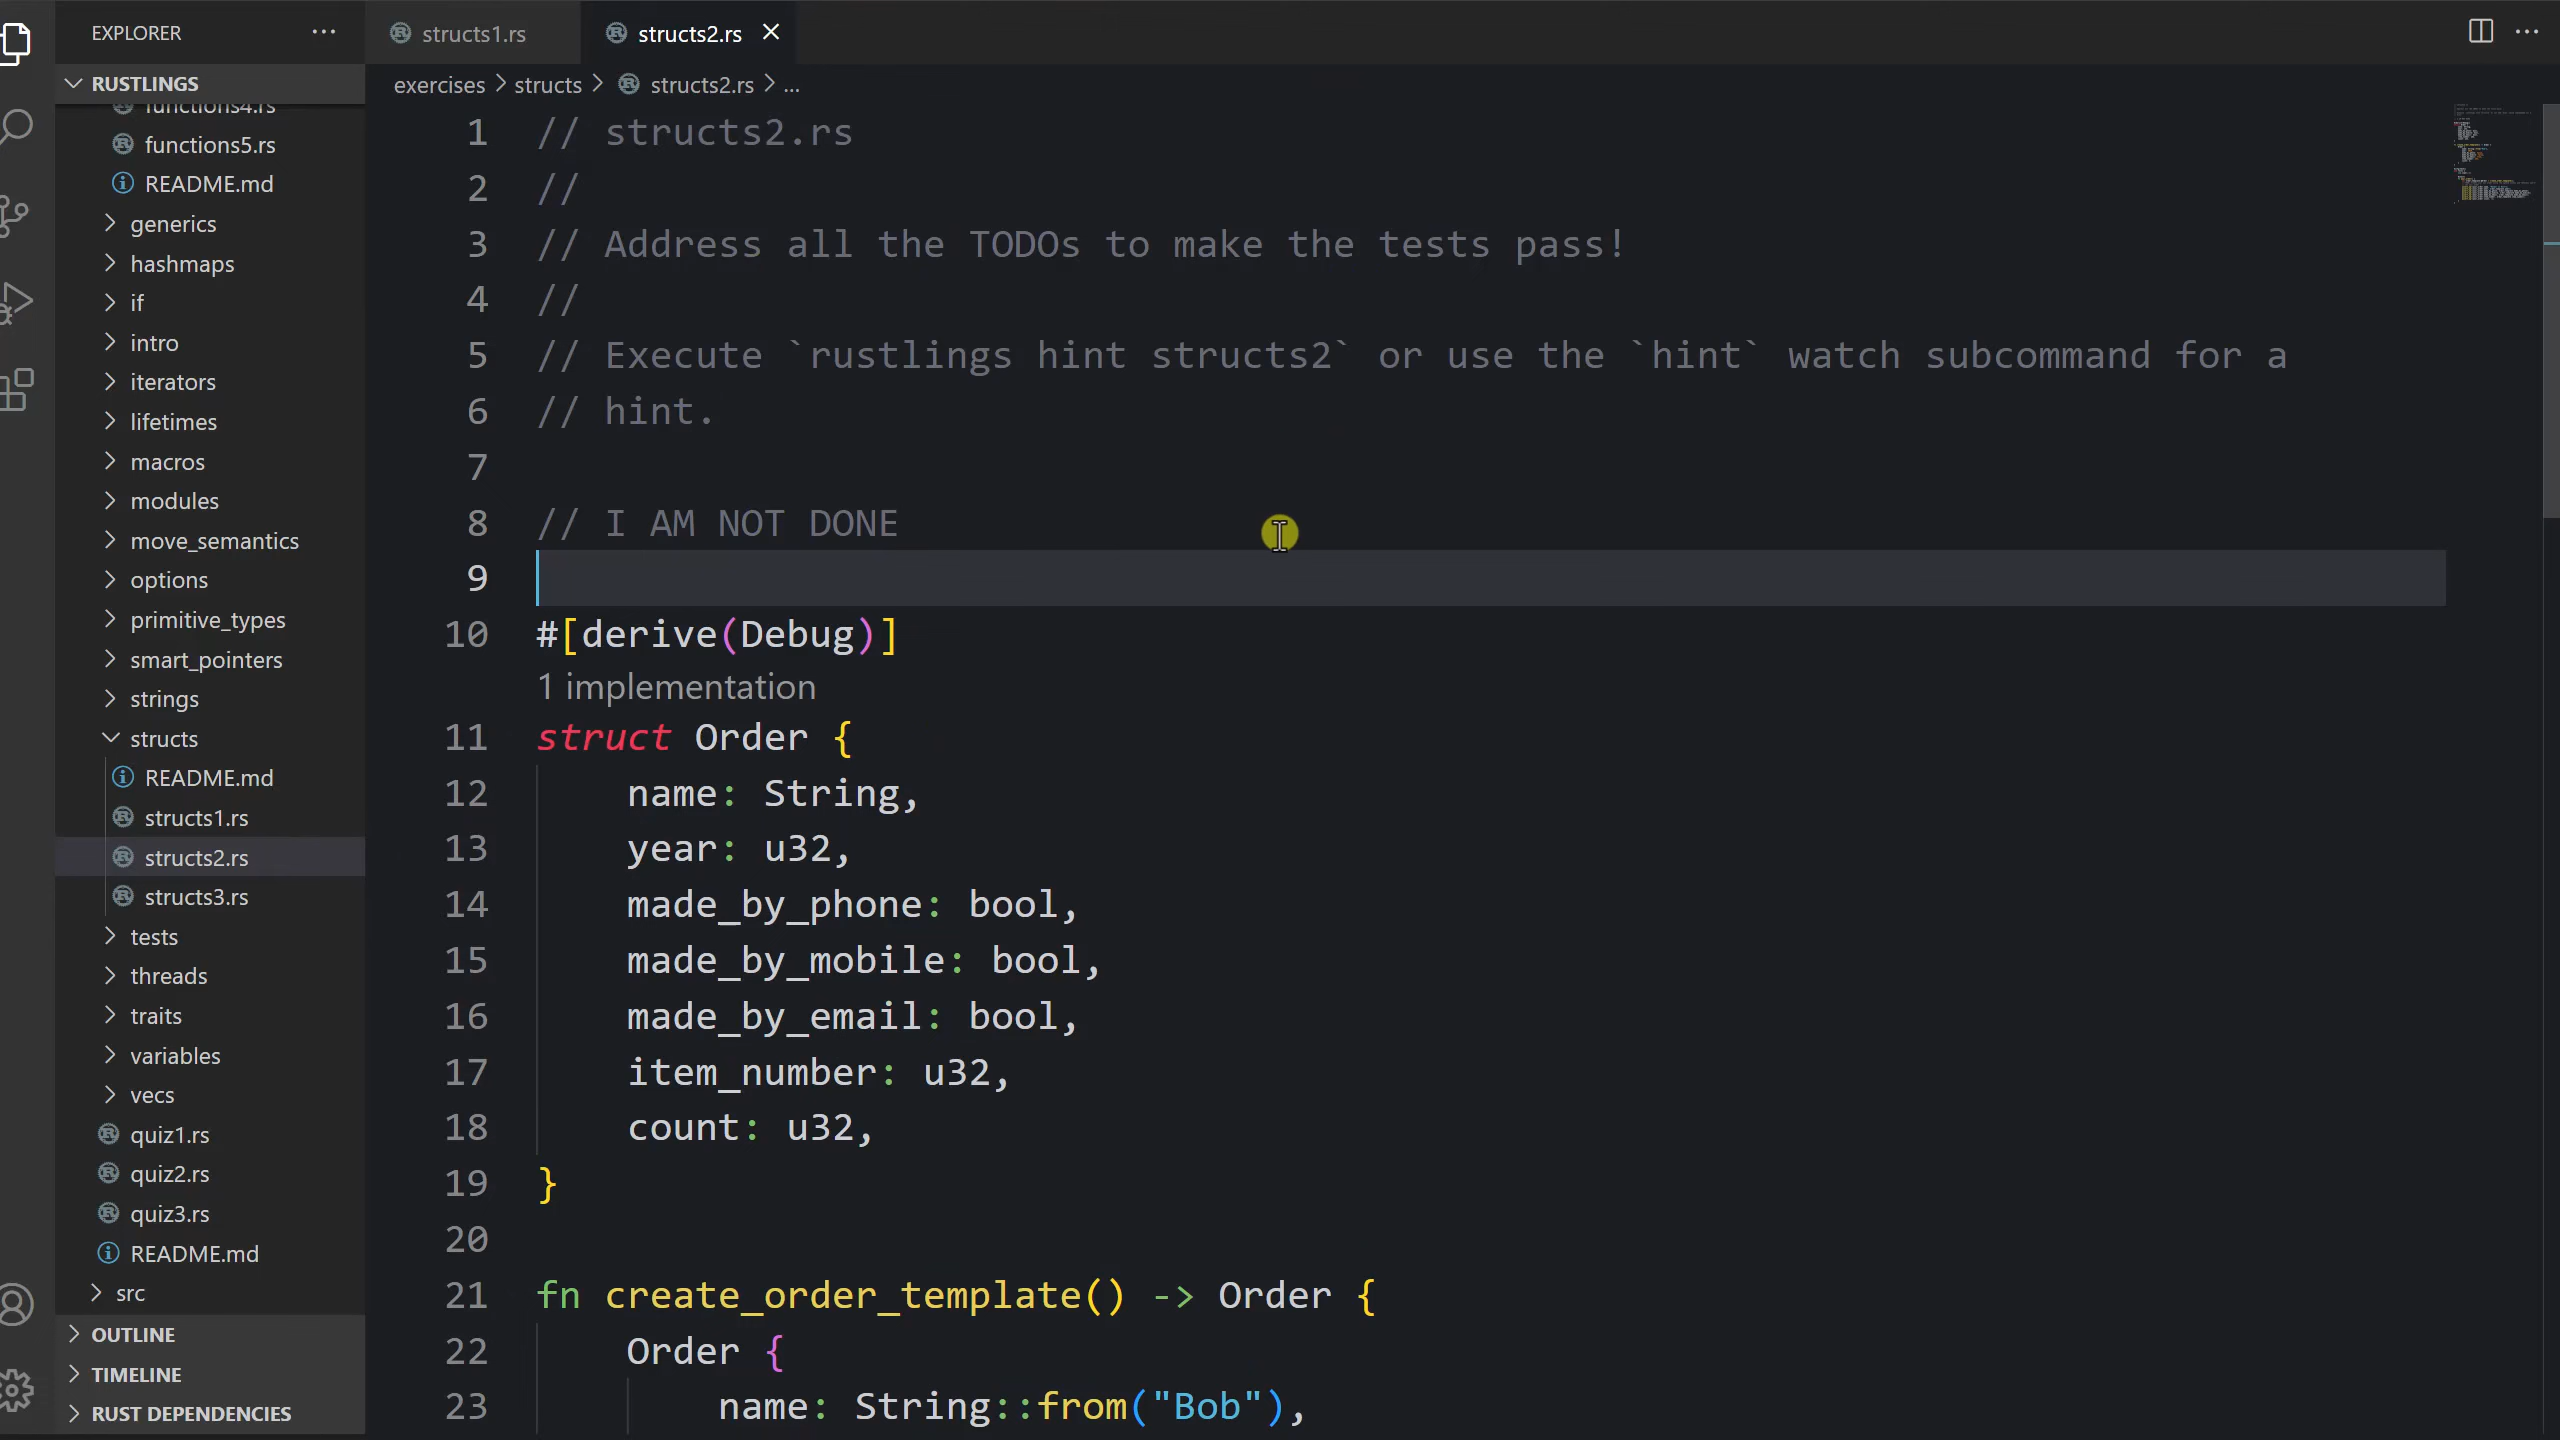 EXPLORER
RUSTLINGS
functions4.rs
functions5.rs
README.md
generics
hashmaps
if
intro
iterators
lifetimes
macros
modules
move_semantics
options
primitive_types
smart_pointers
strings
structs
README.md
structs1.rs
structs2.rs
structs3.rs
tests
threads
traits
variables
vecs
quiz1.rs
quiz2.rs
quiz3.rs
README.md
src
OUTLINE
TIMELINE
RUST DEPENDENCIES
structs1.rs
structs2.rs
exercises > structs > structs2.rs > ...
1 // structs2.rs
2 //
3 // Address all the TODOs to make the tests pass!
4 //
5 // Execute `rustlings hint structs2` or use the `hint` watch subcommand for a
6 // hint.
7
8 // I AM NOT DONE
9
10 #[derive(Debug)]
1 implementation
11 struct Order {
12 name: String,
13 year: u32,
14 made_by_phone: bool,
15 made_by_mobile: bool,
16 made_by_email: bool,
17 item_number: u32,
18 count: u32,
19 }
20
21 fn create_order_template() -> Order {
22 Order {
23 name: String::from("Bob"),